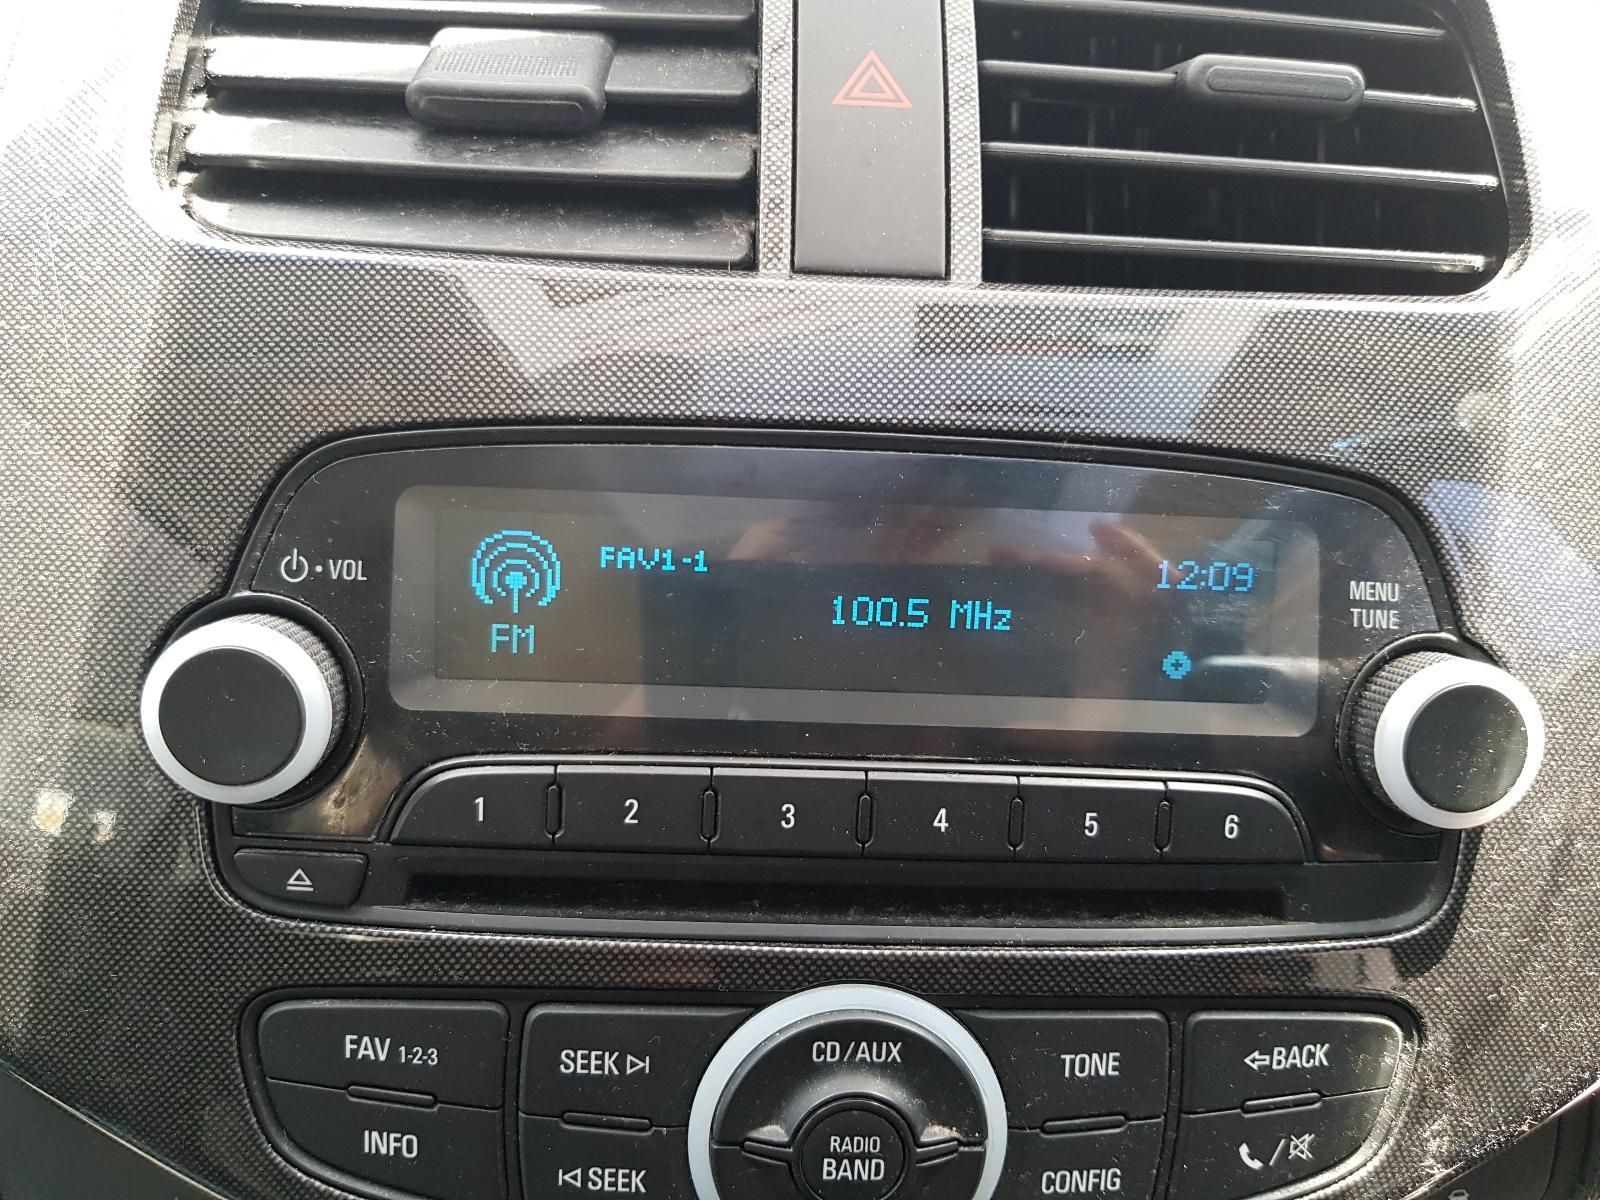 VOL
FAV1-1
12:09
100.5 MHz
FM
MENU
TUNE
1 2 3 4 5 6
FAV 1-2-3
SEEK
CD/AUX
TONE
BACK
INFO
SEEK
RADIO
BAND
CONFIG